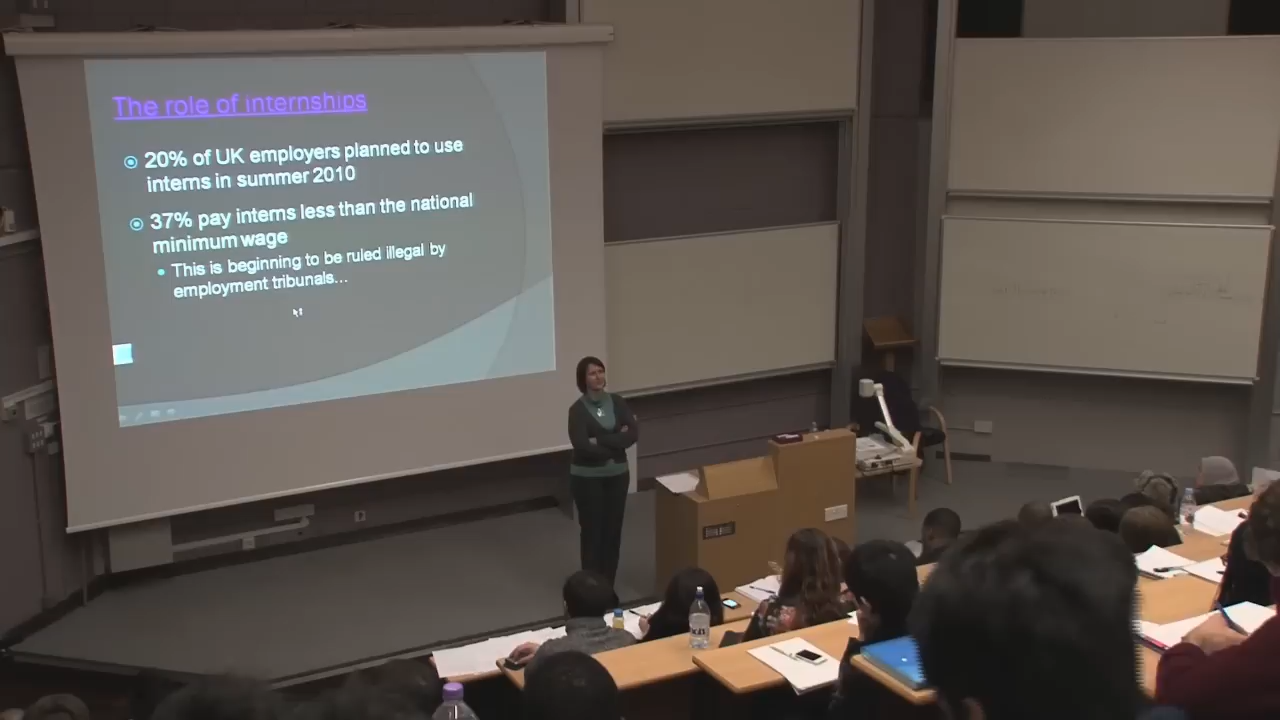 The role of internships
20% of UK employers planned to use
interns in summer 2010
37% pay interns less than the national
minimum wage
This is beginning to be ruled illegal by
employment tribunals...